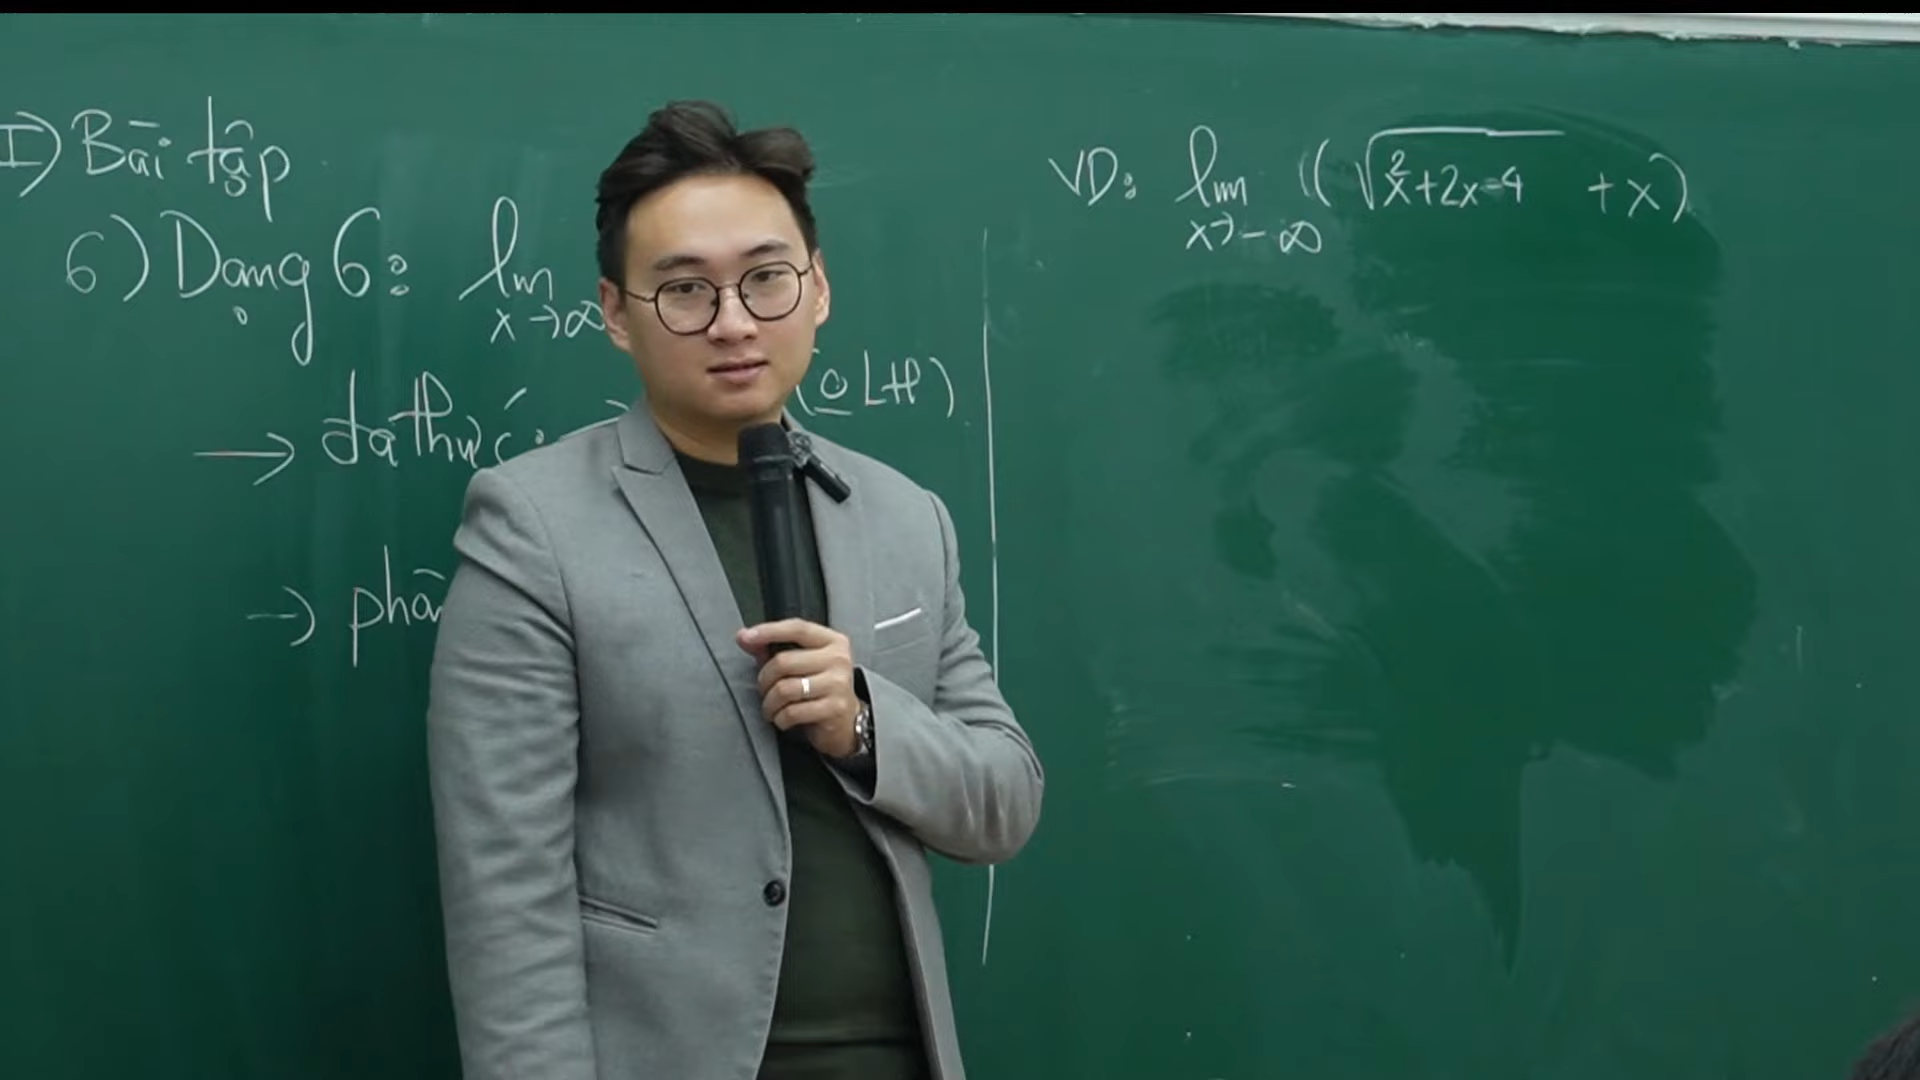 I) Bài tập
6) Dạng 6: lim
x→∞
→ đa thức: (0 LH)
→ phân
VD: lim ((√x²+2x-4 + x)
x→-∞